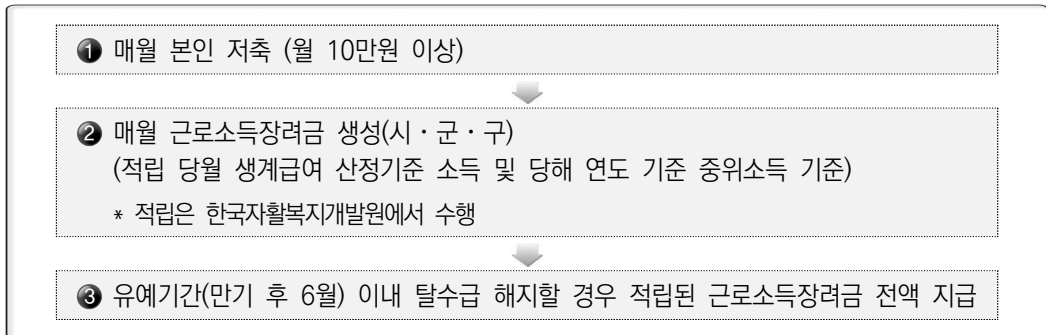 ❶ 매월 본인 저축 (월 10만원 이상)
❷ 매월 근로소득장려금 생성(시・군・구)
(적립 당월 생계급여 산정기준 소득 및 당해 연도 기준 중위소득 기준)
* 적립은 한국자활복지개발원에서 수행
❸ 유예기간(만기 후 6월) 이내 탈수급 해지할 경우 적립된 근로소득장려금 전액 지급